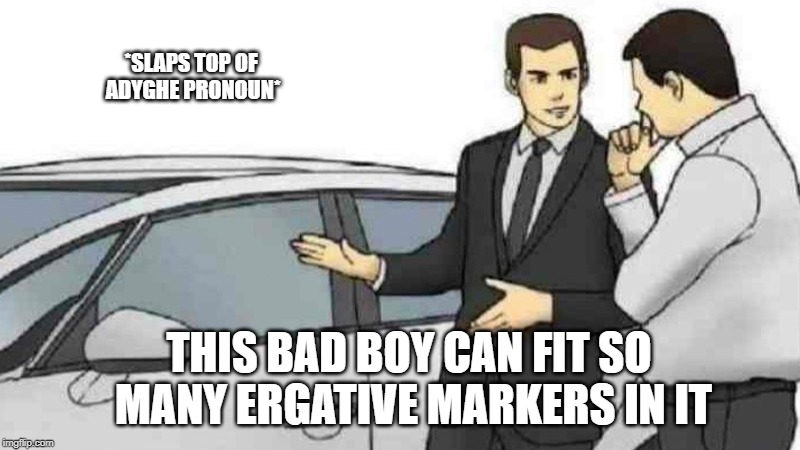 *SLAPS TOP OF
ADYGHE PRONOUN*
THIS BAD BOY CAN FIT SO
MANY ERGATIVE MARKERS IN IT
imgflip.com